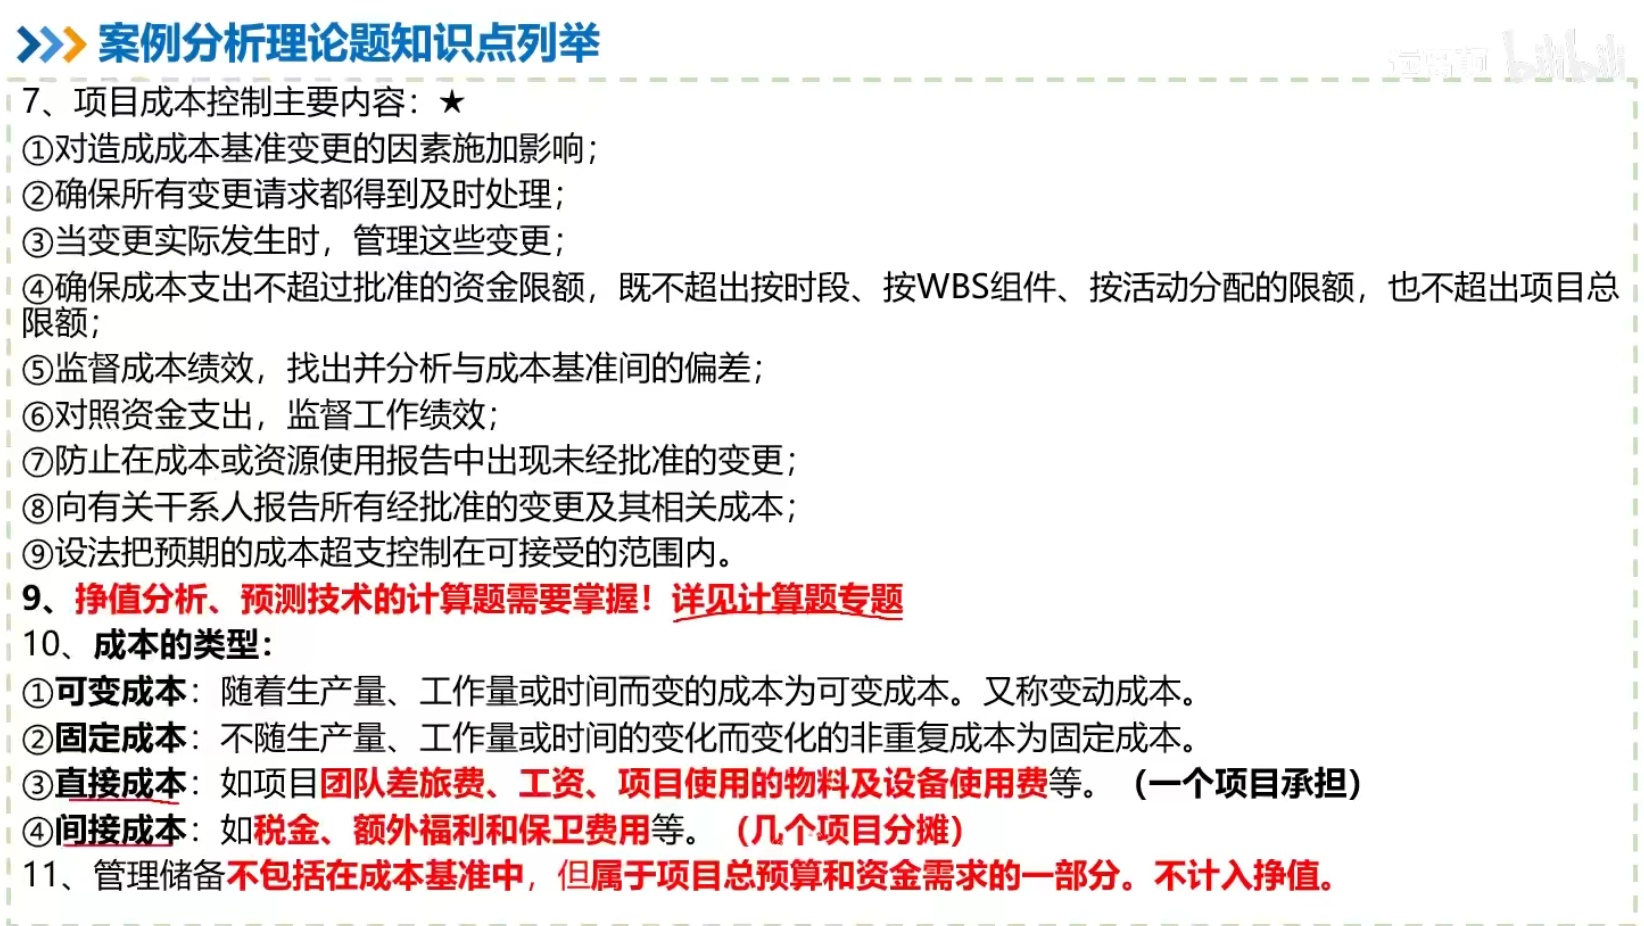 案例分析理论题知识点列举
bilibili
7、项目成本控制主要内容：★
①对造成成本基准变更的因素施加影响；
②确保所有变更请求都得到及时处理；
③当变更实际发生时，管理这些变更；
④确保成本支出不超过批准的资金限额，既不超出按时段、按WBS组件、按活动分配的限额，也不超出项目总
限额；
⑤监督成本绩效，找出并分析与成本基准间的偏差；
⑥对照资金支出，监督工作绩效；
⑦防止在成本或资源使用报告中出现未经批准的变更；
⑧向有关干系人报告所有经批准的变更及其相关成本；
⑨设法把预期的成本超支控制在可接受的范围内。
9、挣值分析、预测技术的计算题需要掌握！详见计算题专题
10、成本的类型：
①可变成本：随着生产量、工作量或时间而变的成本为可变成本。又称变动成本。
②固定成本：不随生产量、工作量或时间的变化而变化的非重复成本为固定成本。
③直接成本：如项目团队差旅费、工资、项目使用的物料及设备使用费等。（一个项目承担）
④间接成本：如税金、额外福利和保卫费用等。（几个项目分摊）
11、管理储备不包括在成本基准中，但属于项目总预算和资金需求的一部分。不计入挣值。